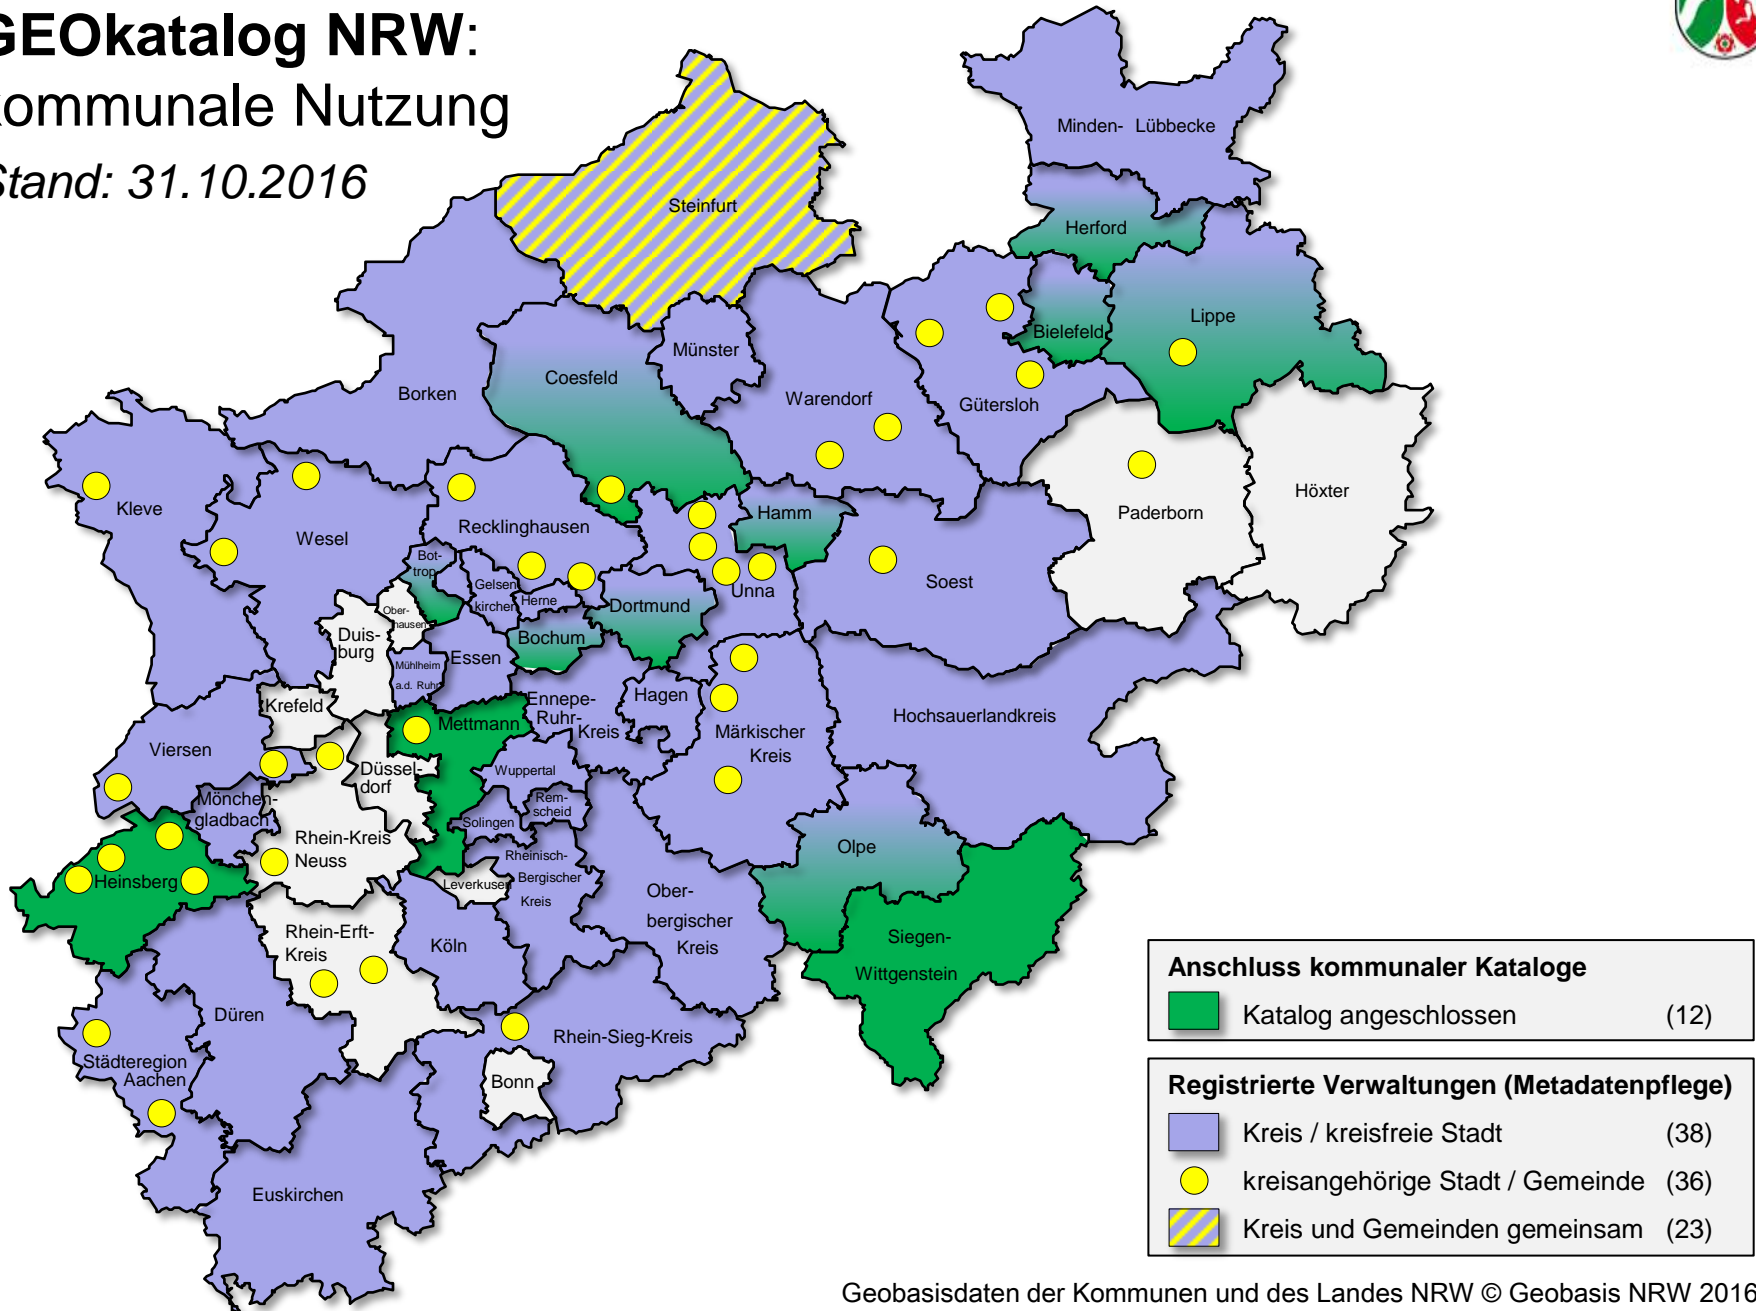 GEOkatalog NRW:
kommunale Nutzung
Stand: 31.10.2016
Minden- Lübbecke
Steinfurt
Herford
Lippe
Bielefeld
Münster
Coesfeld
Borken
Warendorf
Gütersloh
Höxter
Paderborn
Kleve
Wesel
Recklinghausen
Hamm
Soest
Unna
Bot-
trop
Gelsen
kirchen
Herne
Dortmund
Ober-
hausen
Duis-
burg
Bochum
Essen
Mühlheim
a.d. Ruhr
Krefeld
Mettmann
Ennepe-
Ruhr-
Kreis
Hagen
Märkischer
Kreis
Hochsauerlandkreis
Viersen
Düssel-
dorf
Wuppertal
Rem-
scheid
Solingen
Mönchen-
gladbach
Rhein-Kreis
Neuss
Rheinisch-
Bergischer
Kreis
Leverkusen
Olpe
Heinsberg
Ober-
bergischer
Kreis
Rhein-Erft-
Kreis
Köln
Siegen-
Wittgenstein
Düren
Rhein-Sieg-Kreis
Städteregion
Aachen
Bonn
Euskirchen
Anschluss kommunaler Kataloge
Katalog angeschlossen (12)
Registrierte Verwaltungen (Metadatenpflege)
Kreis / kreisfreie Stadt (38)
kreisangehörige Stadt / Gemeinde (36)
Kreis und Gemeinden gemeinsam (23)
Geobasisdaten der Kommunen und des Landes NRW © Geobasis NRW 2016